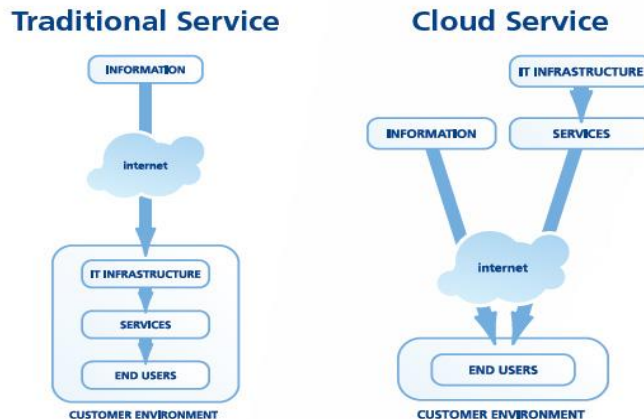 Traditional Service
INFORMATION
internet
IT INFRASTRUCTURE
SERVICES
END USERS
CUSTOMER ENVIRONMENT
Cloud Service
IT INFRASTRUCTURE
INFORMATION
SERVICES
internet
END USERS
CUSTOMER ENVIRONMENT